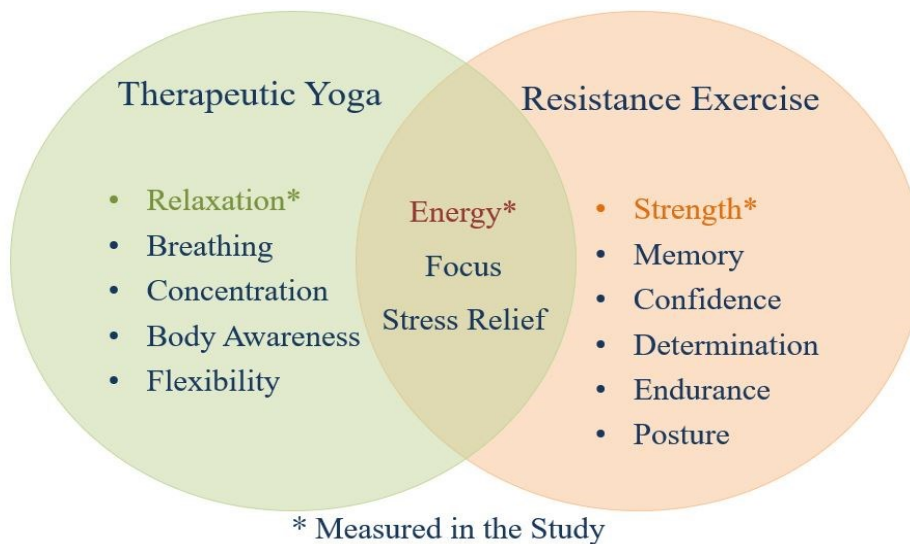 Therapeutic Yoga
• Relaxation*
• Breathing
• Concentration
• Body Awareness
• Flexibility
Energy*
Focus
Stress Relief
Resistance Exercise
• Strength*
• Memory
• Confidence
• Determination
• Endurance
• Posture
* Measured in the Study